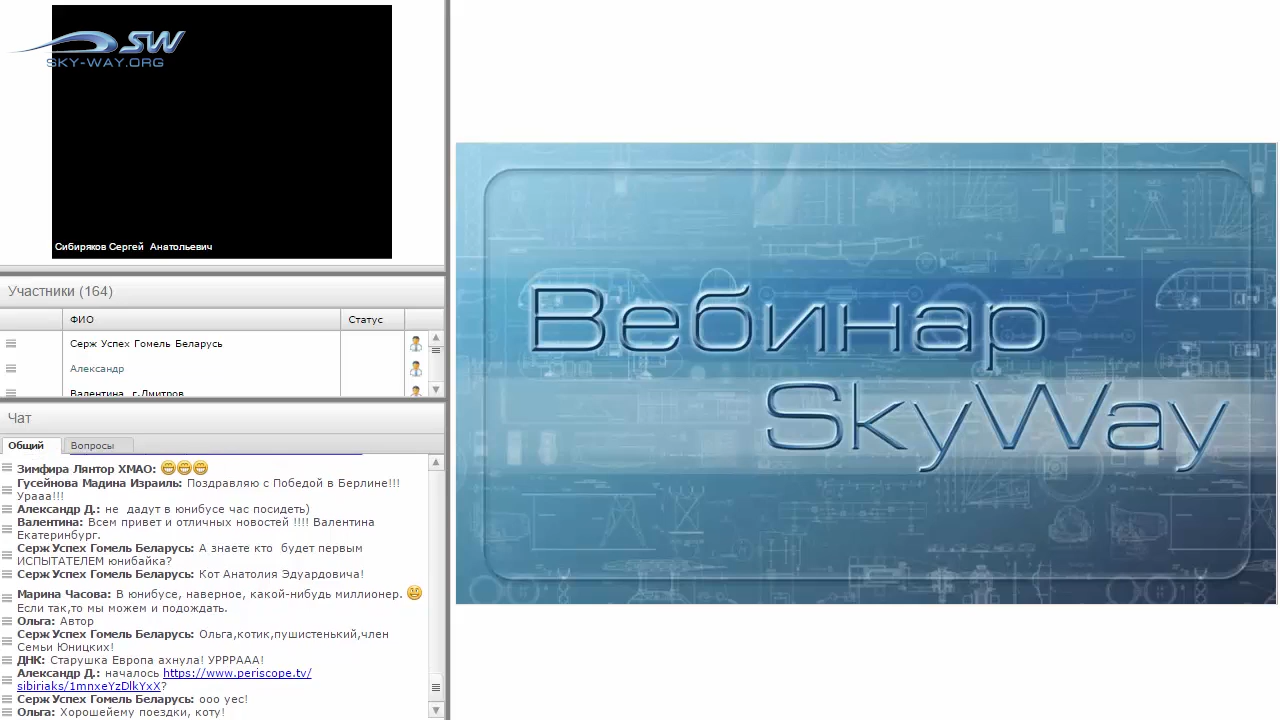 SW
SKY-WAY.ORG
Сибиряков Сергей Анатольевич
Участники (164)
ФИО
Статус
Серж Успех Гомель Беларусь
Александр
Валентина г.Дмитров
Чат
Общий
Вопросы
Зимфира Лянтор ХМАО:
Гусейнова Мадина Израиль: Поздравляю с Победой в Берлине!!!
Урааа!!!
Александр Д.: не дадут в юнибусе час посидеть)
Валентина: Всем привет и отличных новостей !!!! Валентина
Екатеринбург.
Серж Успех Гомель Беларусь: А знаете кто будет первым
ИСПЫТАТЕЛЕМ юнибайка?
Серж Успех Гомель Беларусь: Кот Анатолия Эдуардовича!
Марина Часова: В юнибусе, наверное, какой-нибудь миллионер.
Если так,то мы можем и подождать.
Ольга: Автор
Серж Успех Гомель Беларусь: Ольга,котик,пушистенький,член
Семьи Юницких!
ДНК: Старушка Европа ахнула! УРРРААА!
Александр Д.: началось https://www.periscope.tv/
sibiriaks/1mnxeYzDlkYxX?
Серж Успех Гомель Беларусь: ооо yes!
Ольга: Хорошейему поездки, коту!
Вебинар
SkyWay